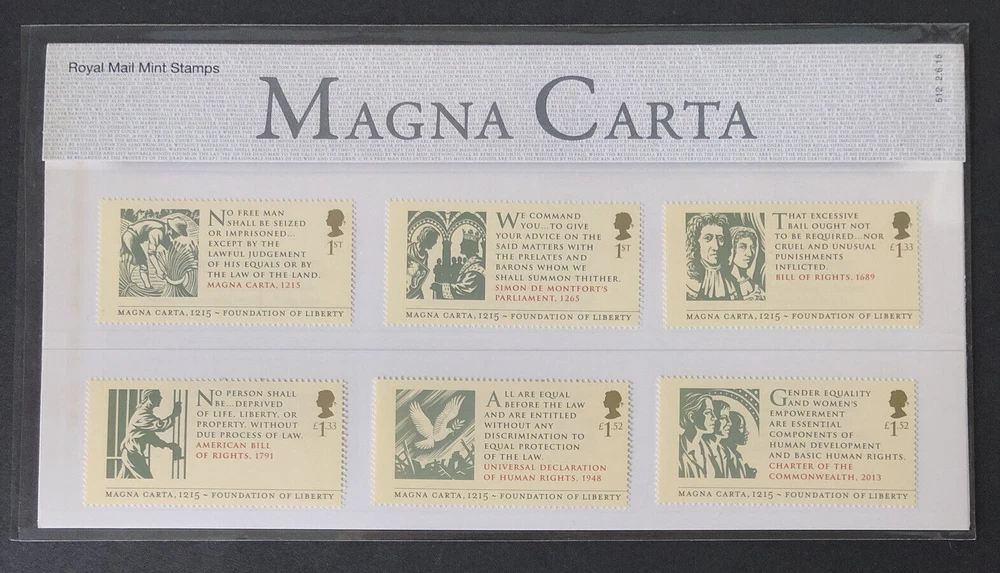 Royal Mail Mint Stamps
MAGNA CARTA
512 2.6.15
NO FREE MAN
SHALL BE SEIZED
OR IMPRISONED...
EXCEPT BY THE
LAWFUL JUDGEMENT
OF HIS EQUALS OR BY
THE LAW OF THE LAND.
MAGNA CARTA, 1215
1ST
MAGNA CARTA, 1215 ~ FOUNDATION OF LIBERTY
WE COMMAND
YOU...TO GIVE
YOUR ADVICE ON THE
SAID MATTERS WITH
THE PRELATES AND
BARONS WHOM WE
SHALL SUMMON THITHER.
SIMON DE MONTFORT'S
PARLIAMENT, 1265
1ST
MAGNA CARTA, 1215 ~ FOUNDATION OF LIBERTY
THAT EXCESSIVE
BAIL OUGHT NOT
TO BE REQUIRED...NOR
CRUEL AND UNUSUAL
PUNISHMENTS
INFLICTED.
BILL OF RIGHTS, 1689
£1.33
MAGNA CARTA, 1215 ~ FOUNDATION OF LIBERTY
NO PERSON SHALL
BE...DEPRIVED
OF LIFE, LIBERTY, OR
PROPERTY, WITHOUT
DUE PROCESS OF LAW.
AMERICAN BILL
OF RIGHTS, 1791
£1.33
MAGNA CARTA, 1215 ~ FOUNDATION OF LIBERTY
ALL ARE EQUAL
BEFORE THE LAW
AND ARE ENTITLED
WITHOUT ANY
DISCRIMINATION TO
EQUAL PROTECTION
OF THE LAW.
UNIVERSAL DECLARATION
OF HUMAN RIGHTS, 1948
£1.52
MAGNA CARTA, 1215 ~ FOUNDATION OF LIBERTY
GENDER EQUALITY
AND WOMEN'S
EMPOWERMENT
ARE ESSENTIAL
COMPONENTS OF
HUMAN DEVELOPMENT
AND BASIC HUMAN RIGHTS.
CHARTER OF THE
COMMONWEALTH, 2013
£1.52
MAGNA CARTA, 1215 ~ FOUNDATION OF LIBERTY